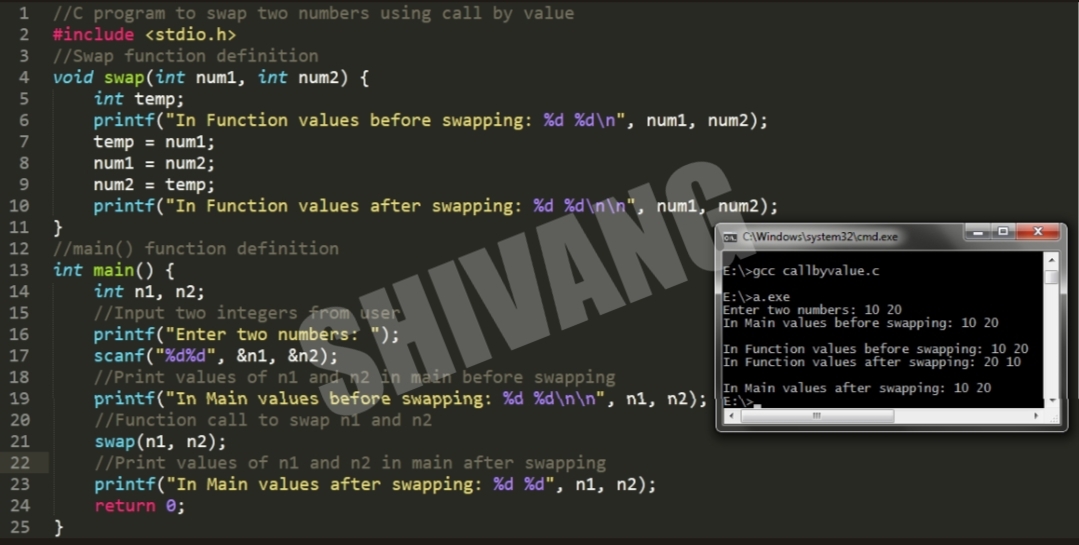 1 //C program to swap two numbers using call by value
2 #include <stdio.h>
3 //Swap function definition
4 void swap(int num1, int num2) {
5 int temp;
6 printf("In Function values before swapping: %d %d\n", num1, num2);
7 temp = num1;
8 num1 = num2;
9 num2 = temp;
10 printf("In Function values after swapping: %d %d\n\n", num1, num2);
11 }
12 //main() function definition
13 int main() {
14 int n1, n2;
15 //Input two integers from user
16 printf("Enter two numbers: ");
17 scanf("%d%d", &n1, &n2);
18 //Print values of n1 and n2 in main before swapping
19 printf("In Main values before swapping: %d %d\n\n", n1, n2);
20 //Function call to swap n1 and n2
21 swap(n1, n2);
22 //Print values of n1 and n2 in main after swapping
23 printf("In Main values after swapping: %d %d", n1, n2);
24 return 0;
25 }
SHIVANG
C:\Windows\system32\cmd.exe
E:\>gcc callbyvalue.c
E:\>a.exe
Enter two numbers: 10 20
In Main values before swapping: 10 20
In Function values before swapping: 10 20
In Function values after swapping: 20 10
In Main values after swapping: 10 20
E:\>_